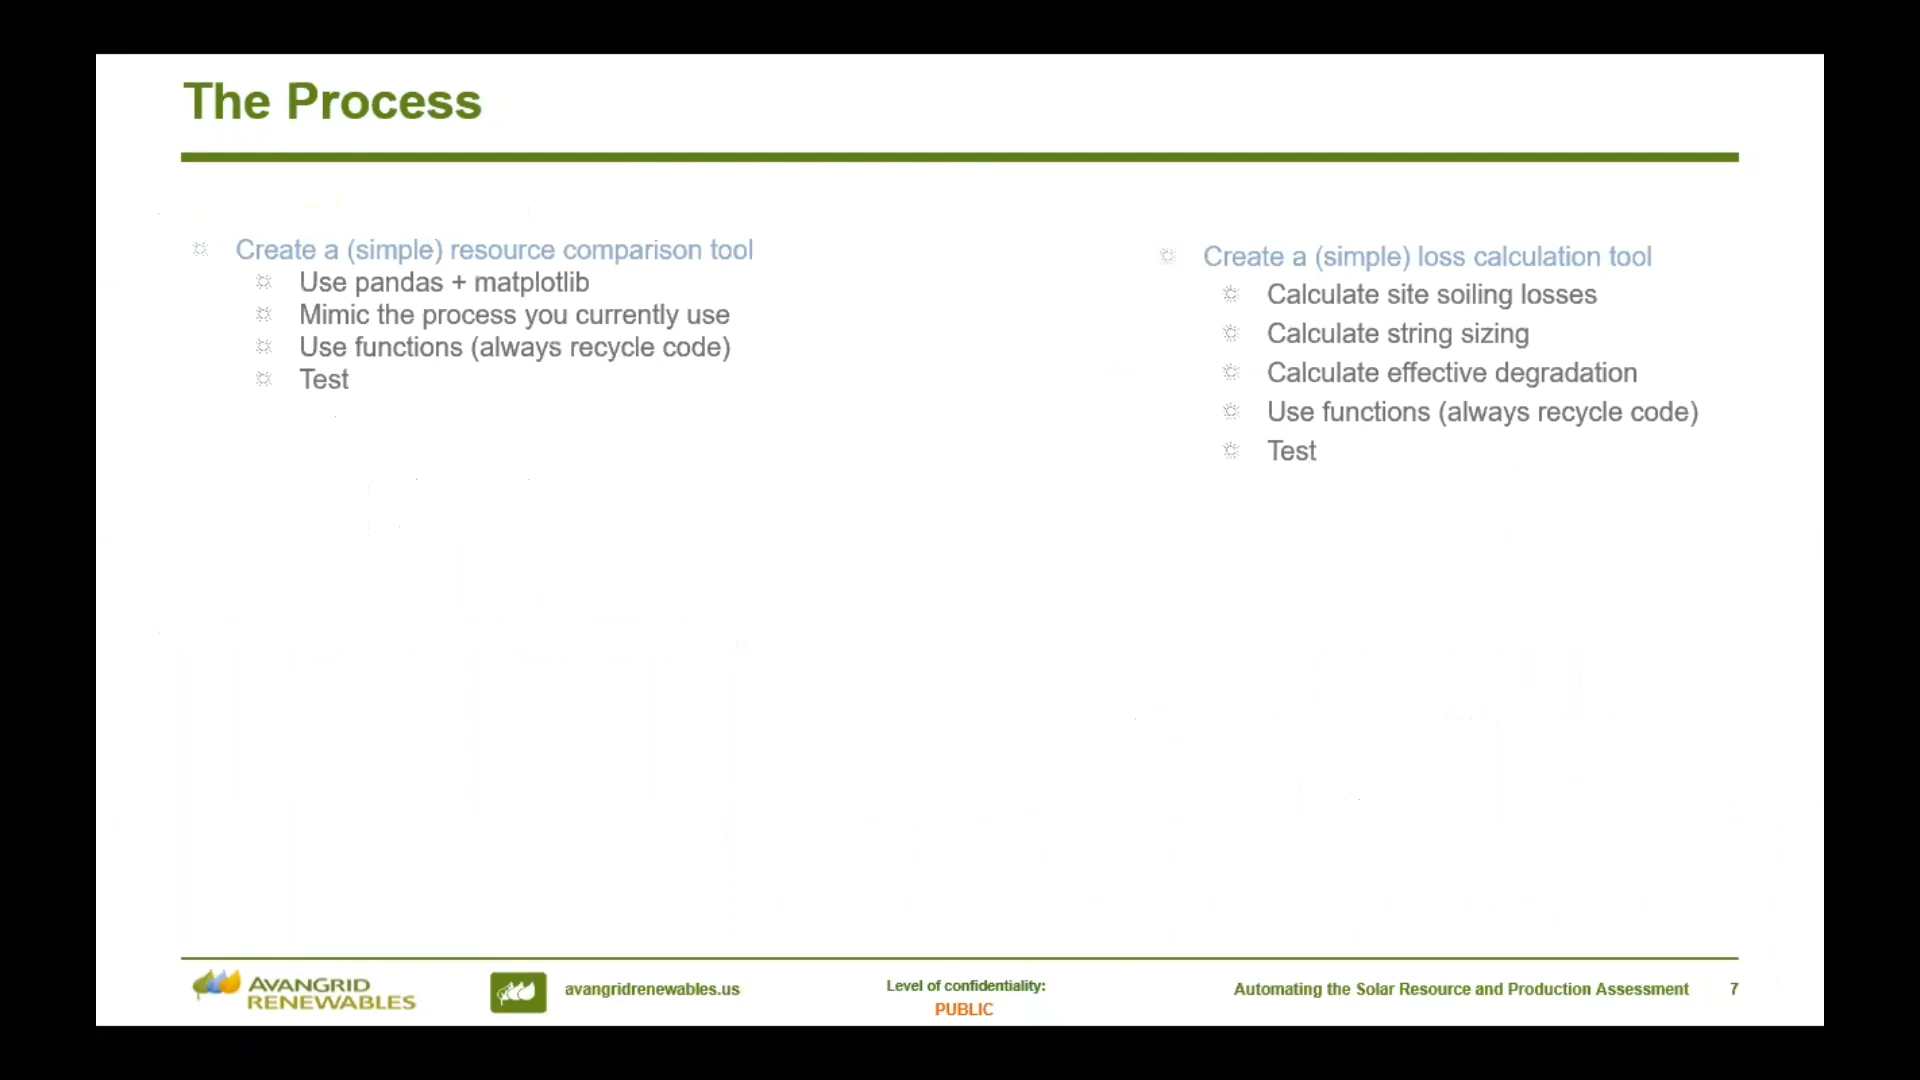 The Process
Create a (simple) resource comparison tool
Use pandas + matplotlib
Mimic the process you currently use
Use functions (always recycle code)
Test
Create a (simple) loss calculation tool
Calculate site soiling losses
Calculate string sizing
Calculate effective degradation
Use functions (always recycle code)
Test
AVANGRID
RENEWABLES
avangridrenewables.us
Level of confidentiality:
PUBLIC
Automating the Solar Resource and Production Assessment 7